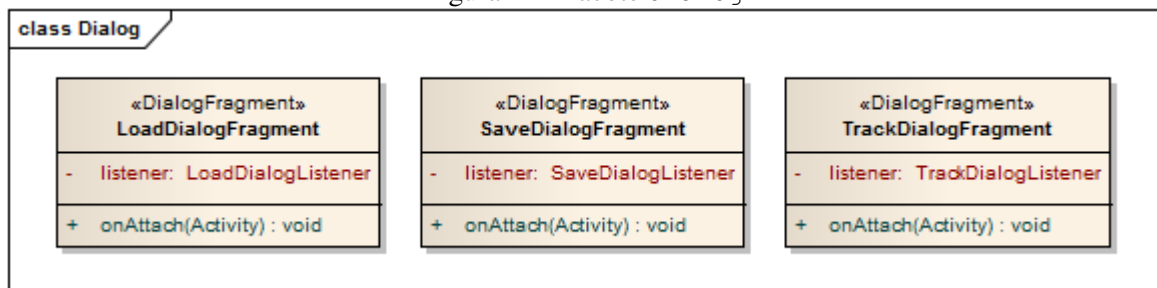 class Dialog
«DialogFragment»
LoadDialogFragment
- listener: LoadDialogListener
+ onAttach(Activity) : void
«DialogFragment»
SaveDialogFragment
- listener: SaveDialogListener
+ onAttach(Activity) : void
«DialogFragment»
TrackDialogFragment
- listener: TrackDialogListener
+ onAttach(Activity) : void